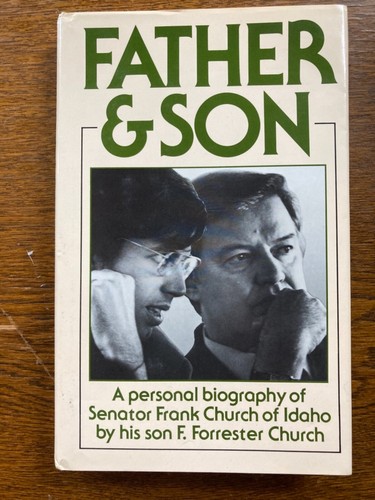 FATHER
& SON
A personal biography of
Senator Frank Church of Idaho
by his son F. Forrester Church